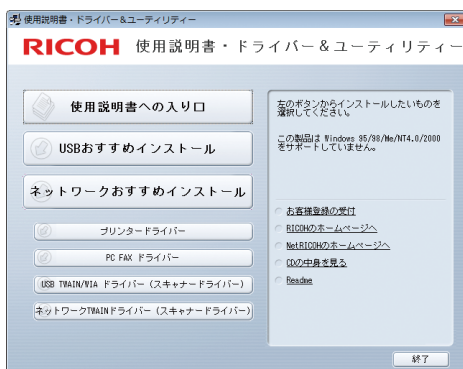 使用説明書・ドライバー&ユーティリティー
RICOH 使用説明書・ドライバー&ユーティリティー
使用説明書への入り口
USBおすすめインストール
ネットワークおすすめインストール
プリンタードライバー
PC FAX ドライバー
USB TWAIN/WIA ドライバー (スキャナードライバー)
ネットワークTWAINドライバー (スキャナードライバー)
左のボタンからインストールしたいものを
選択してください。
この製品は Windows 95/98/Me/NT4.0/2000
をサポートしていません。
お客様登録の受付
RICOHのホームページへ
NetRICOHのホームページへ
CDの中身を見る
Readme
終了